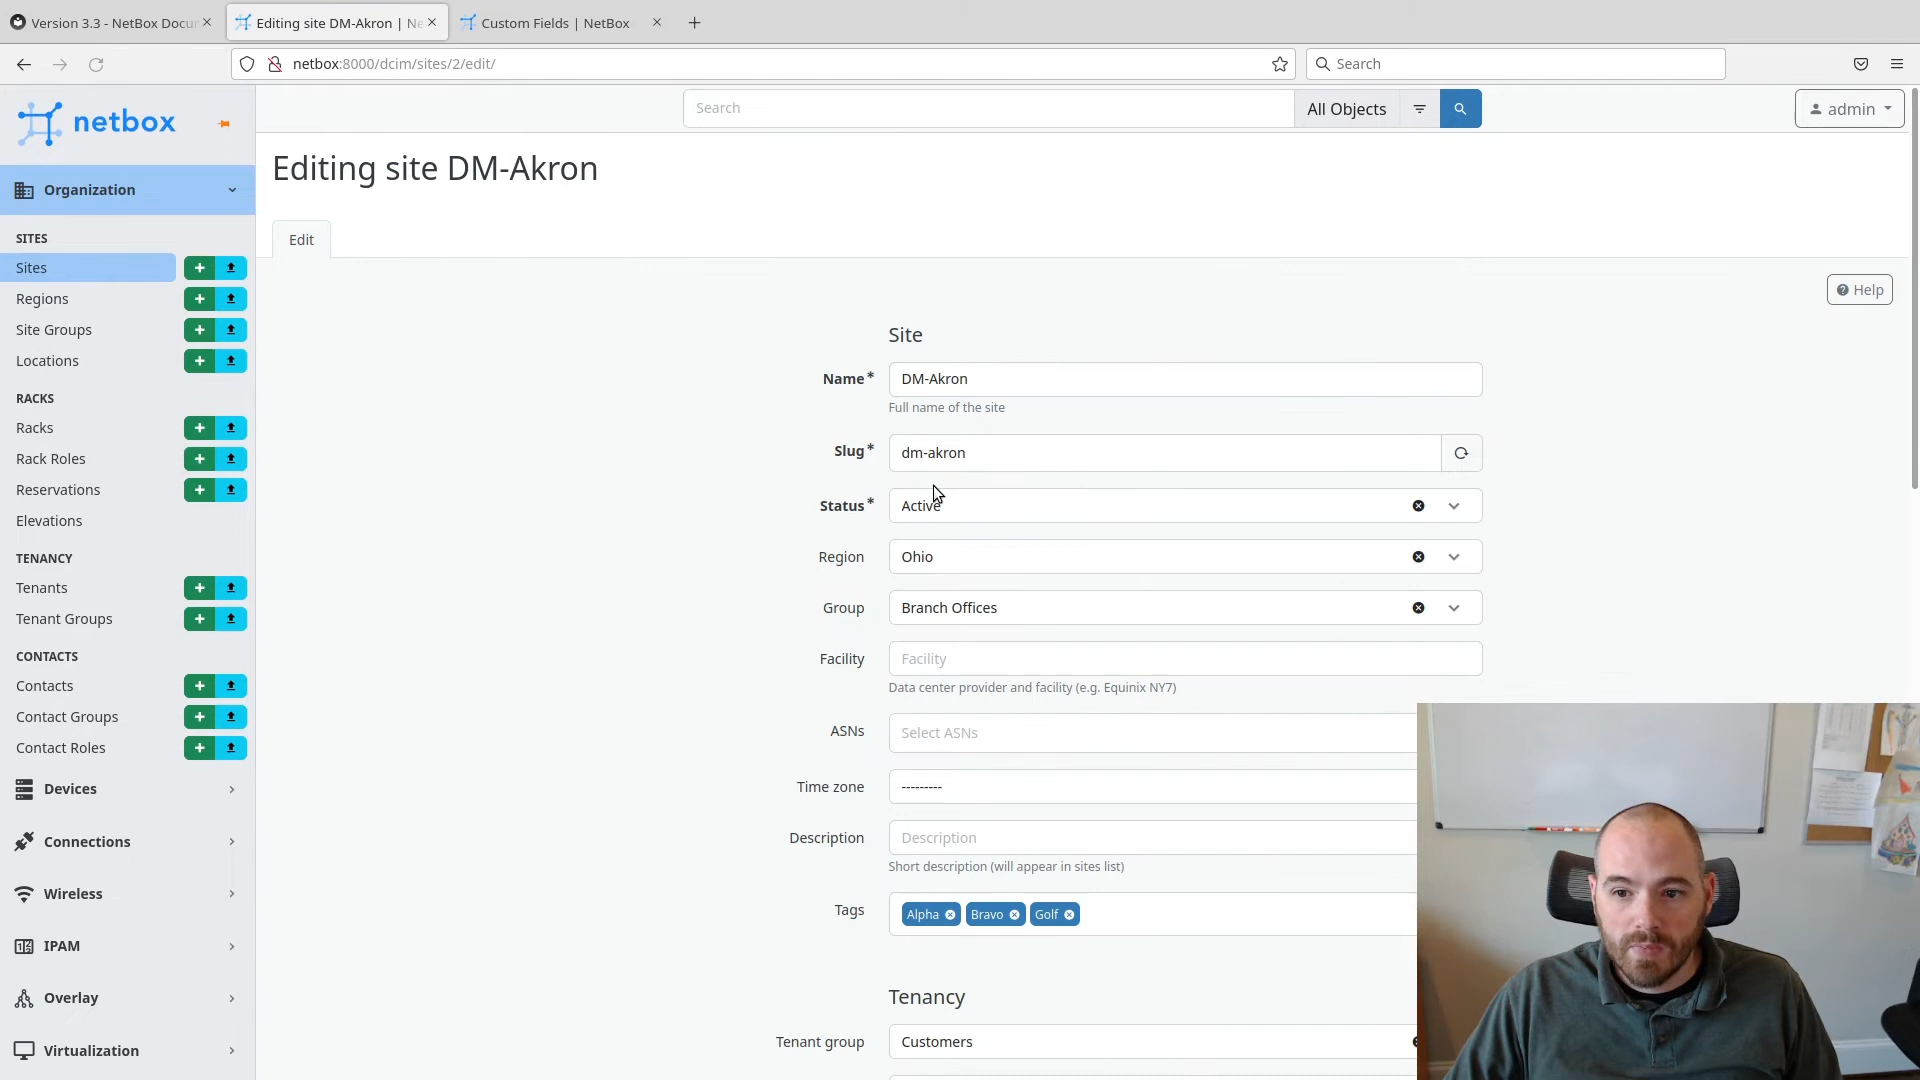 Version 3.3 - NetBox Docu
Editing site DM-Akron | Ne
Custom Fields | NetBox
netbox:8000/dcim/sites/2/edit/
Search
netbox
Search
All Objects
admin
Editing site DM-Akron
Organization
Edit
SITES
Sites
Help
Regions
Site Groups
Locations
RACKS
Racks
Rack Roles
Reservations
Elevations
TENANCY
Tenants
Tenant Groups
CONTACTS
Contacts
Contact Groups
Contact Roles
Devices
Connections
Wireless
IPAM
Overlay
Virtualization
Site
Name*
DM-Akron
Full name of the site
Slug*
dm-akron
Status*
Active
Region
Ohio
Group
Branch Offices
Facility
Facility
Data center provider and facility (e.g. Equinix NY7)
ASNs
Select ASNs
Time zone
---------
Description
Description
Short description (will appear in sites list)
Tags
Alpha Bravo Golf
Tenancy
Tenant group
Customers